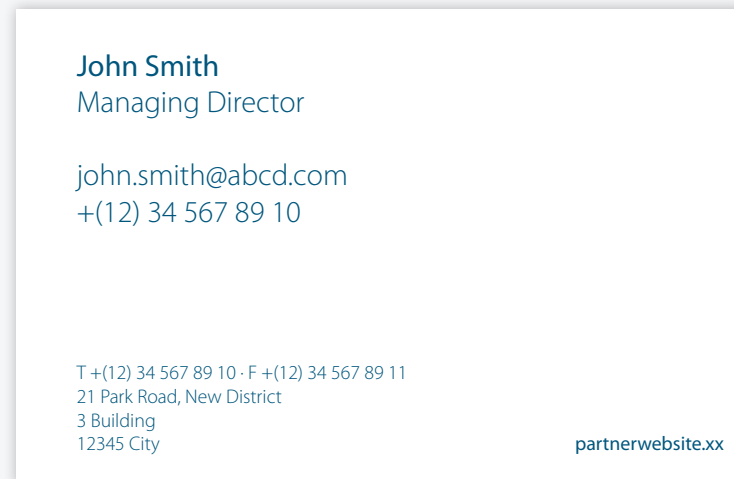 John Smith
Managing Director
john.smith@abcd.com
+(12) 34 567 89 10
T +(12) 34 567 89 10 · F +(12) 34 567 89 11
21 Park Road, New District
3 Building
12345 City
partnerwebsite.xx